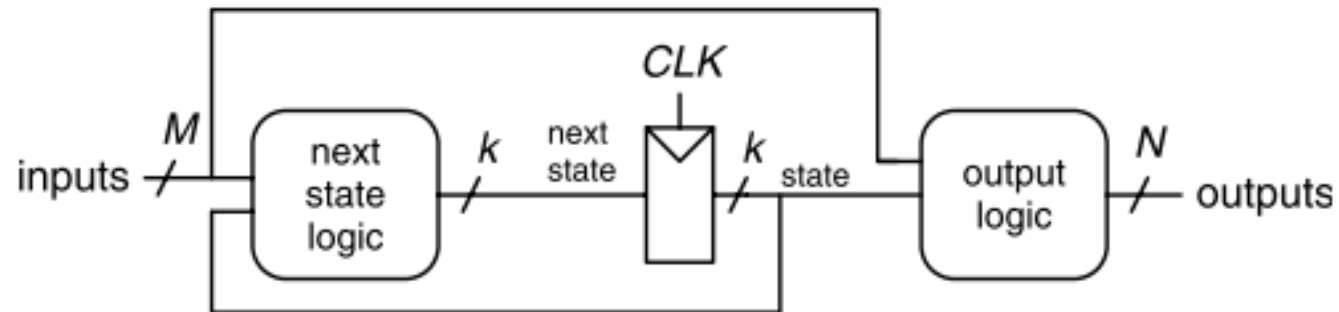 CLK
M
inputs
next
state
logic
k
next
state
k
state
output
logic
N
outputs